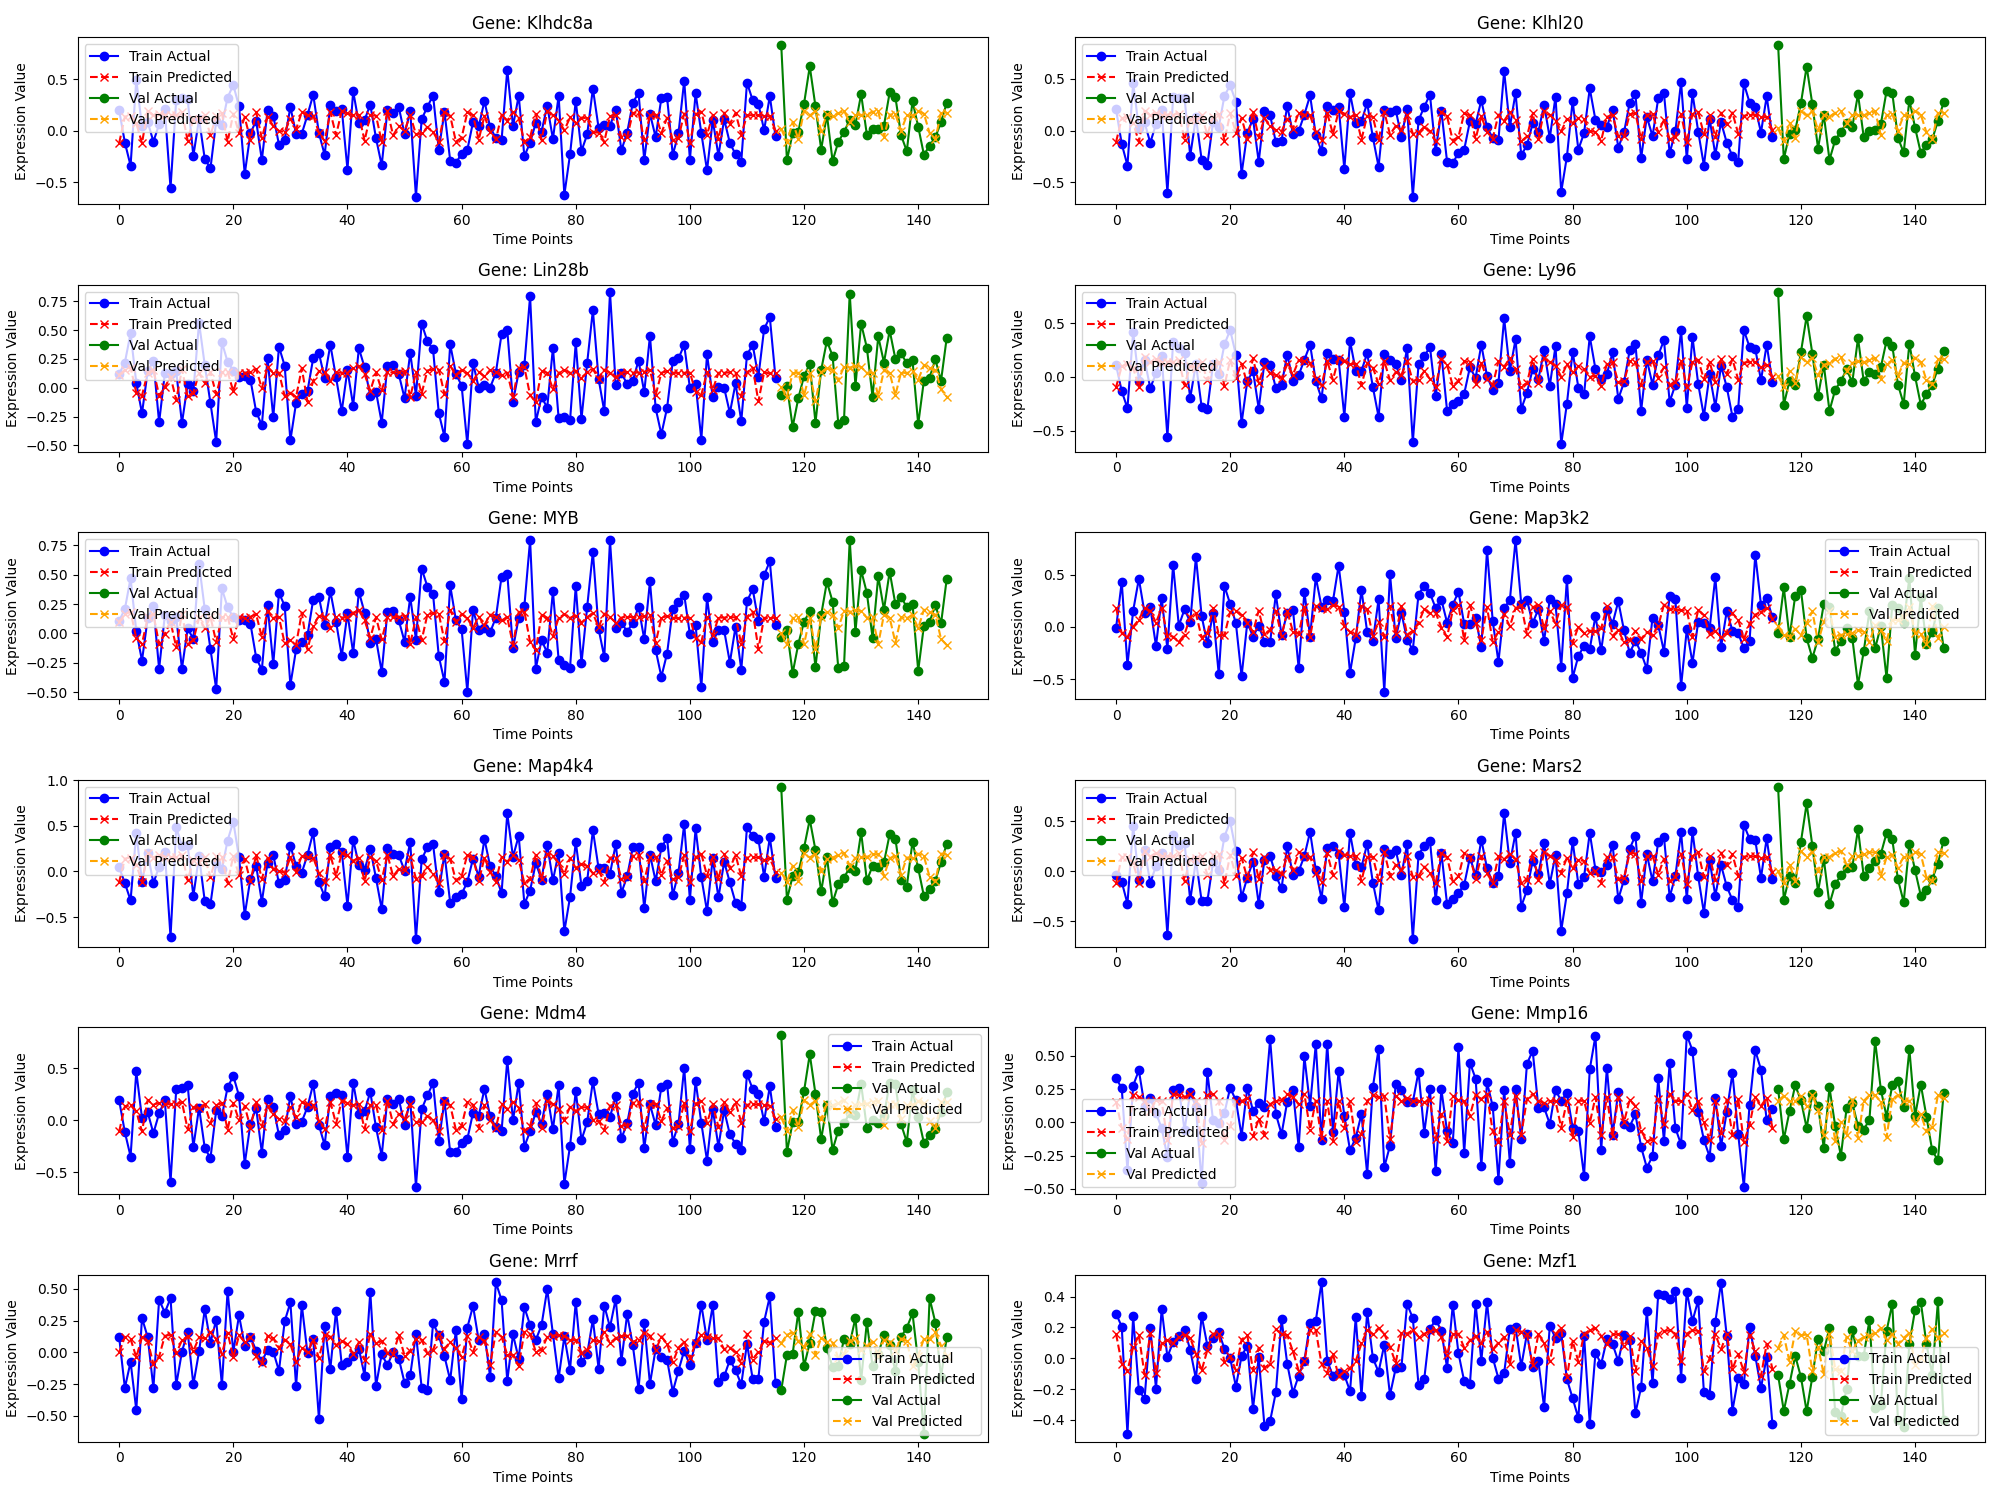 Gene: Klhdc8a
Expression Value
0.5
0.0
−0.5
Train Actual
Train Predicted
Val Actual
Val Predicted
0 20 40 60 80 100 120 140
Time Points
Gene: Klhl20
Expression Value
0.5
0.0
−0.5
Train Actual
Train Predicted
Val Actual
Val Predicted
0 20 40 60 80 100 120 140
Time Points
Gene: Lin28b
Expression Value
0.75
0.50
0.25
0.00
−0.25
−0.50
Train Actual
Train Predicted
Val Actual
Val Predicted
0 20 40 60 80 100 120 140
Time Points
Gene: Ly96
Expression Value
0.5
0.0
−0.5
Train Actual
Train Predicted
Val Actual
Val Predicted
0 20 40 60 80 100 120 140
Time Points
Gene: MYB
Expression Value
0.75
0.50
0.25
0.00
−0.25
−0.50
Train Actual
Train Predicted
Val Actual
Val Predicted
0 20 40 60 80 100 120 140
Time Points
Gene: Map3k2
Expression Value
0.5
0.0
−0.5
Train Actual
Train Predicted
Val Actual
Val Predicted
0 20 40 60 80 100 120 140
Time Points
Gene: Map4k4
Expression Value
1.0
0.5
0.0
−0.5
Train Actual
Train Predicted
Val Actual
Val Predicted
0 20 40 60 80 100 120 140
Time Points
Gene: Mars2
Expression Value
0.5
0.0
−0.5
Train Actual
Train Predicted
Val Actual
Val Predicted
0 20 40 60 80 100 120 140
Time Points
Gene: Mdm4
Expression Value
0.5
0.0
−0.5
Train Actual
Train Predicted
Val Actual
Val Predicted
0 20 40 60 80 100 120 140
Time Points
Gene: Mmp16
Expression Value
0.50
0.25
0.00
−0.25
−0.50
Train Actual
Train Predicted
Val Actual
Val Predicted
0 20 40 60 80 100 120 140
Time Points
Gene: Mrrf
Expression Value
0.50
0.25
0.00
−0.25
−0.50
Train Actual
Train Predicted
Val Actual
Val Predicted
0 20 40 60 80 100 120 140
Time Points
Gene: Mzf1
Expression Value
0.4
0.2
0.0
−0.2
−0.4
Train Actual
Train Predicted
Val Actual
Val Predicted
0 20 40 60 80 100 120 140
Time Points